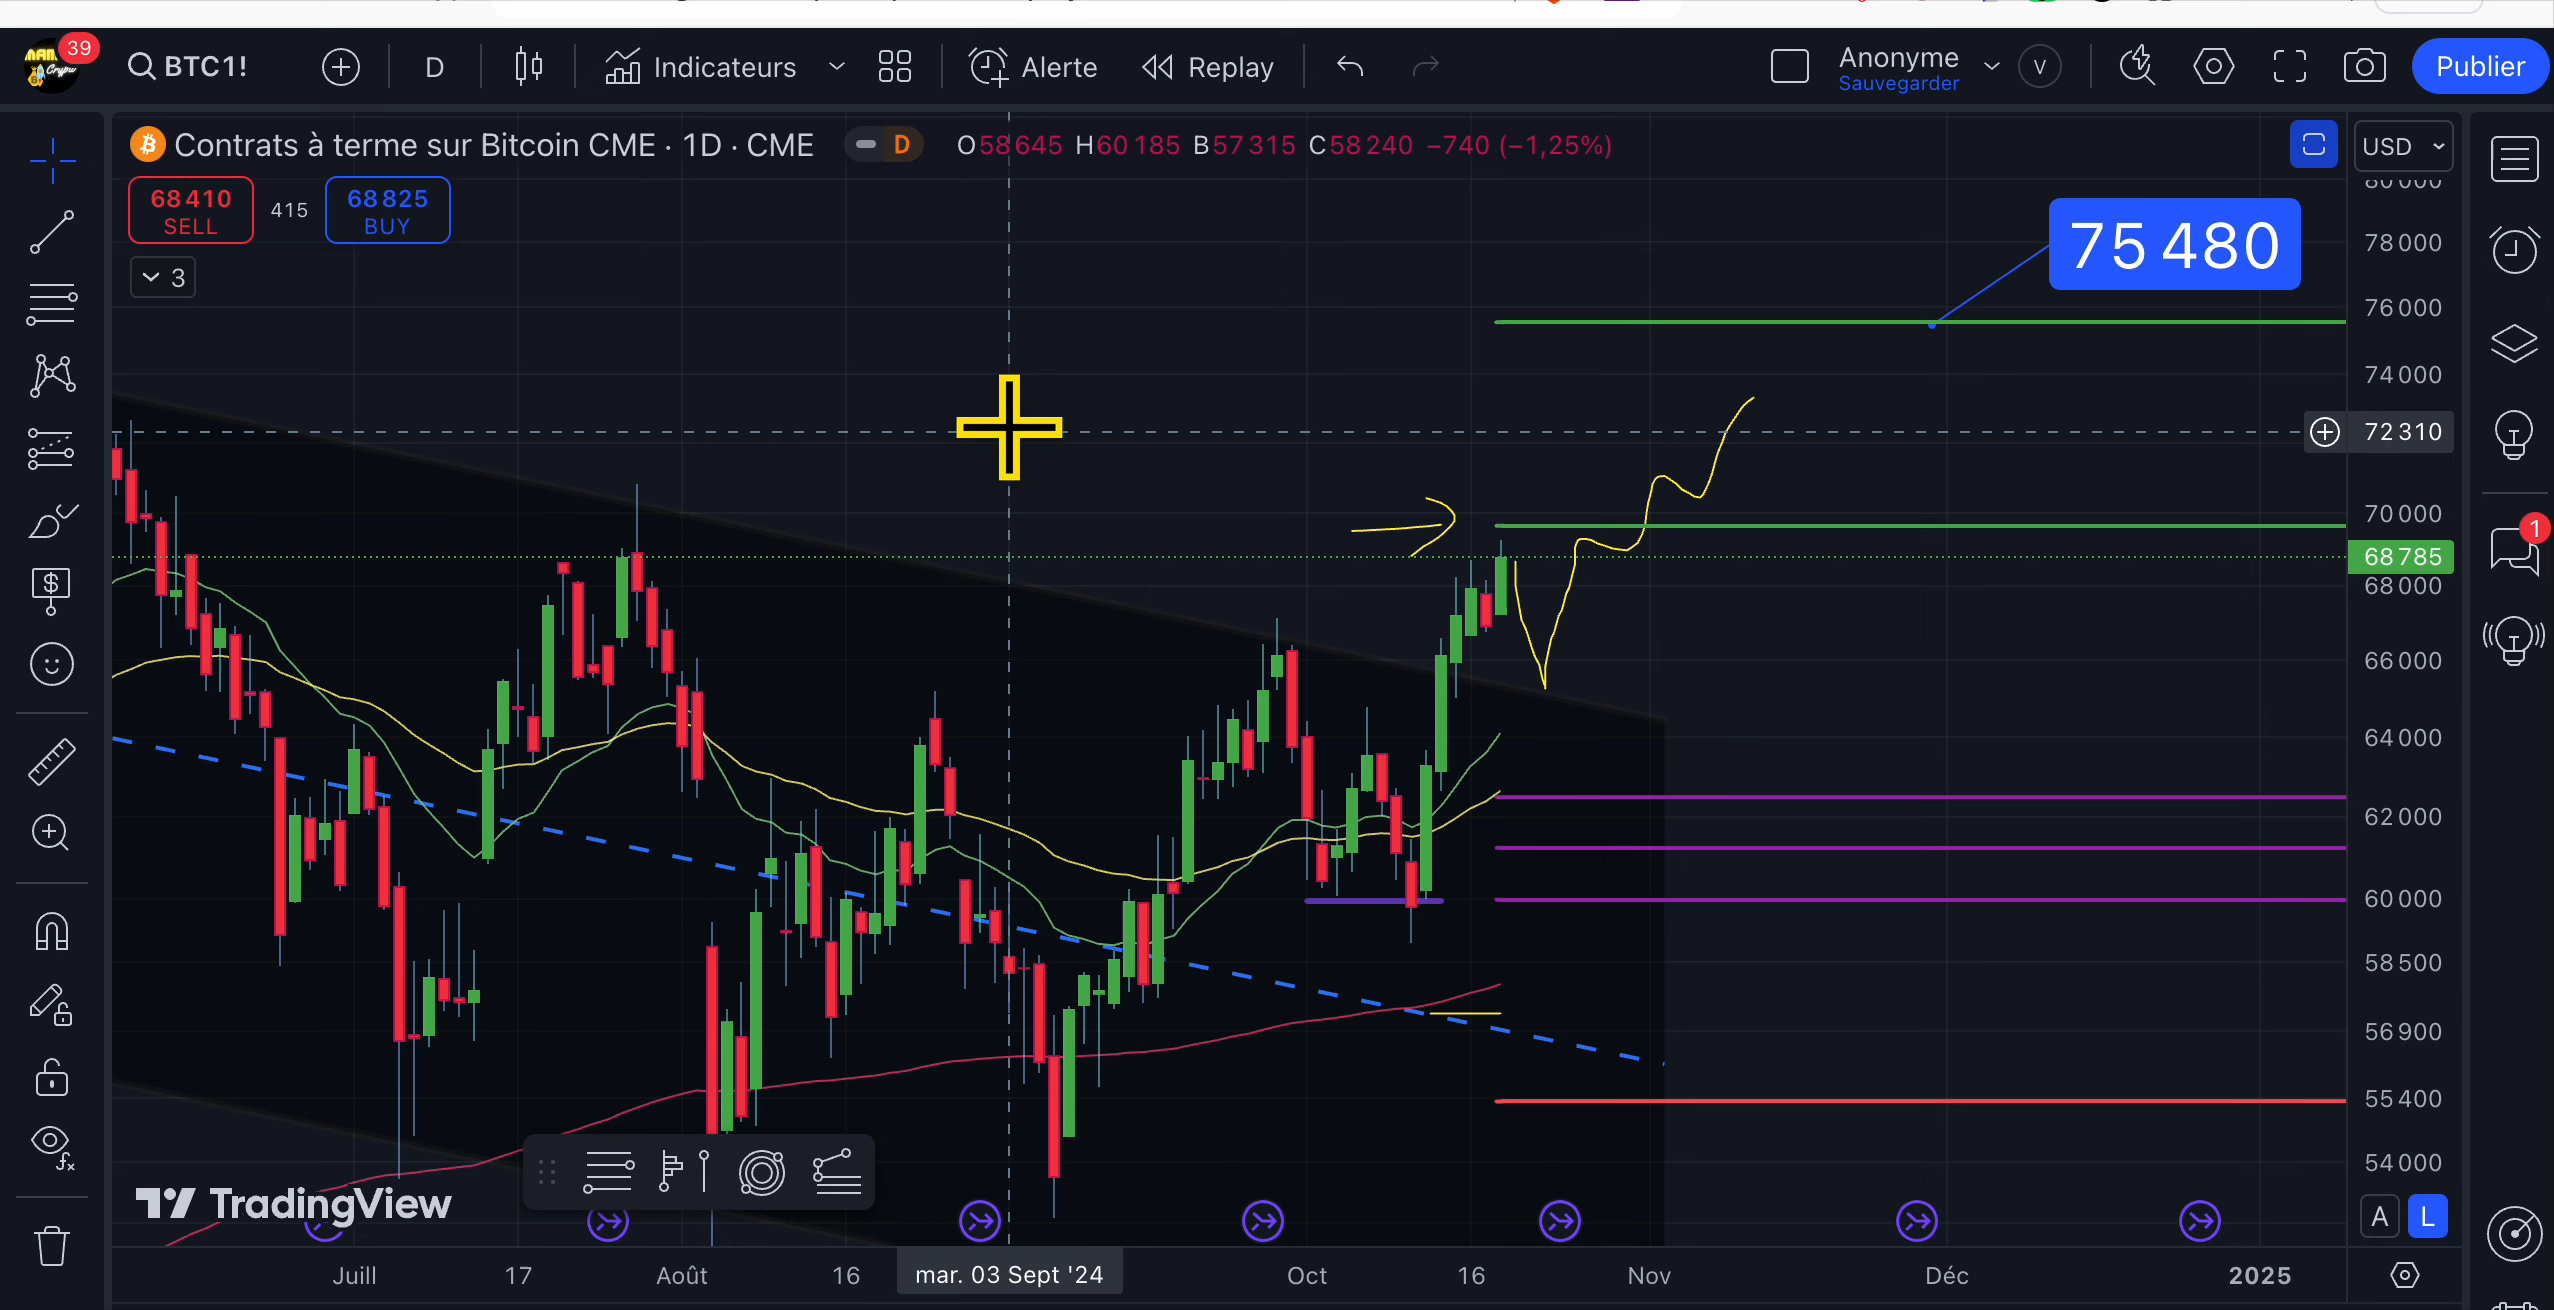 39
BTC1!
D
Indicateurs
Alerte
Replay
Anonyme
Sauvegarder
V
Publier
Contrats à terme sur Bitcoin CME · 1D · CME
D
O58 645 H60 185 B57 315 C58 240 −740 (−1,25%)
USD
68 410
SELL
415
68 825
BUY
3
75 480
80 000
78 000
76 000
74 000
72 310
70 000
68 785
68 000
66 000
64 000
62 000
60 000
58 500
56 900
55 400
54 000
1
TradingView
A
L
Juill
17
Août
16
mar. 03 Sept '24
Oct
16
Nov
Déc
2025